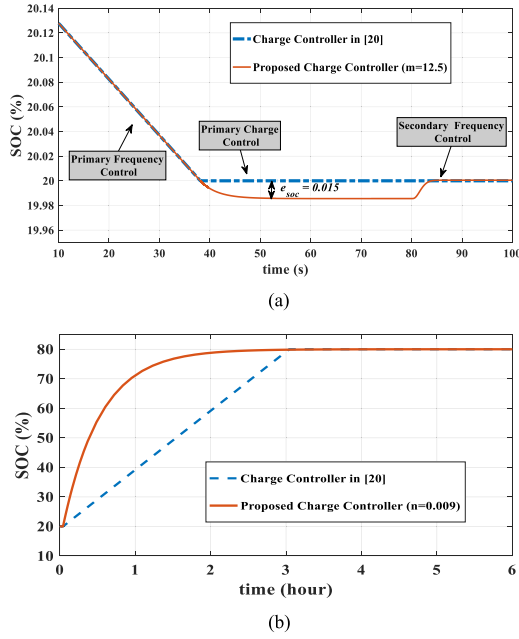 20.14
20.12
20.1
20.08
20.06
20.04
20.02
20
19.98
19.96
SOC (%)
Charge Controller in [20]
Proposed Charge Controller (m=12.5)
Primary Frequency
Control
Primary Charge
Control
Secondary Frequency
Control
e_soc = 0.015
10 20 30 40 50 60 70 80 90 100
time (s)
(a)
80
70
60
50
40
30
20
10
SOC (%)
Charge Controller in [20]
Proposed Charge Controller (n=0.009)
0 1 2 3 4 5 6
time (hour)
(b)